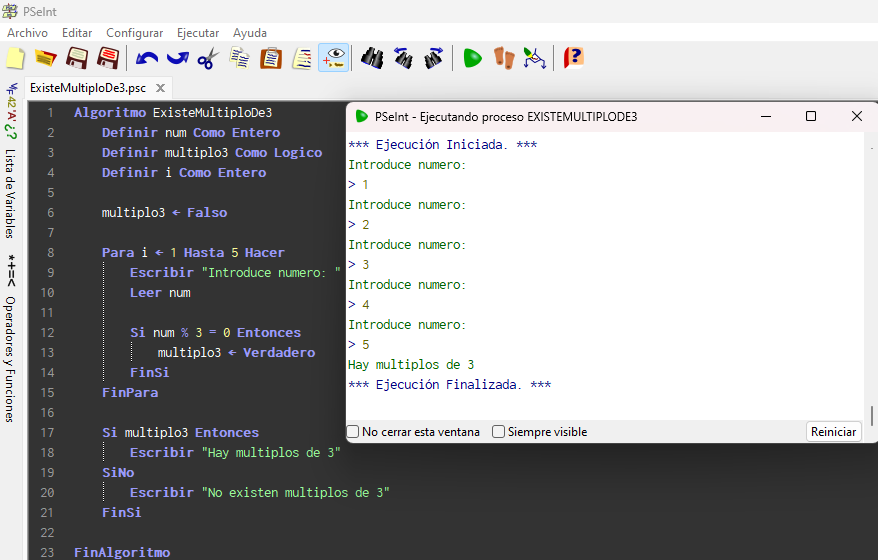 PSeInt
Archivo Editar Configurar Ejecutar Ayuda
ExisteMultiploDe3.psc
Lista de Variables
Operadores y Funciones
1 Algoritmo ExisteMultiploDe3
2 Definir num Como Entero
3 Definir multiplo3 Como Logico
4 Definir i Como Entero
5
6 multiplo3 ← Falso
7
8 Para i ← 1 Hasta 5 Hacer
9 Escribir "Introduce numero: "
10 Leer num
11
12 Si num % 3 = 0 Entonces
13 multiplo3 ← Verdadero
14 FinSi
15 FinPara
16
17 Si multiplo3 Entonces
18 Escribir "Hay multiplos de 3"
19 SiNo
20 Escribir "No existen multiplos de 3"
21 FinSi
22
23 FinAlgoritmo
PSeInt - Ejecutando proceso EXISTEMULTIPLODE3
*** Ejecución Iniciada. ***
Introduce numero:
> 1
Introduce numero:
> 2
Introduce numero:
> 3
Introduce numero:
> 4
Introduce numero:
> 5
Hay multiplos de 3
*** Ejecución Finalizada. ***
No cerrar esta ventana Siempre visible Reiniciar